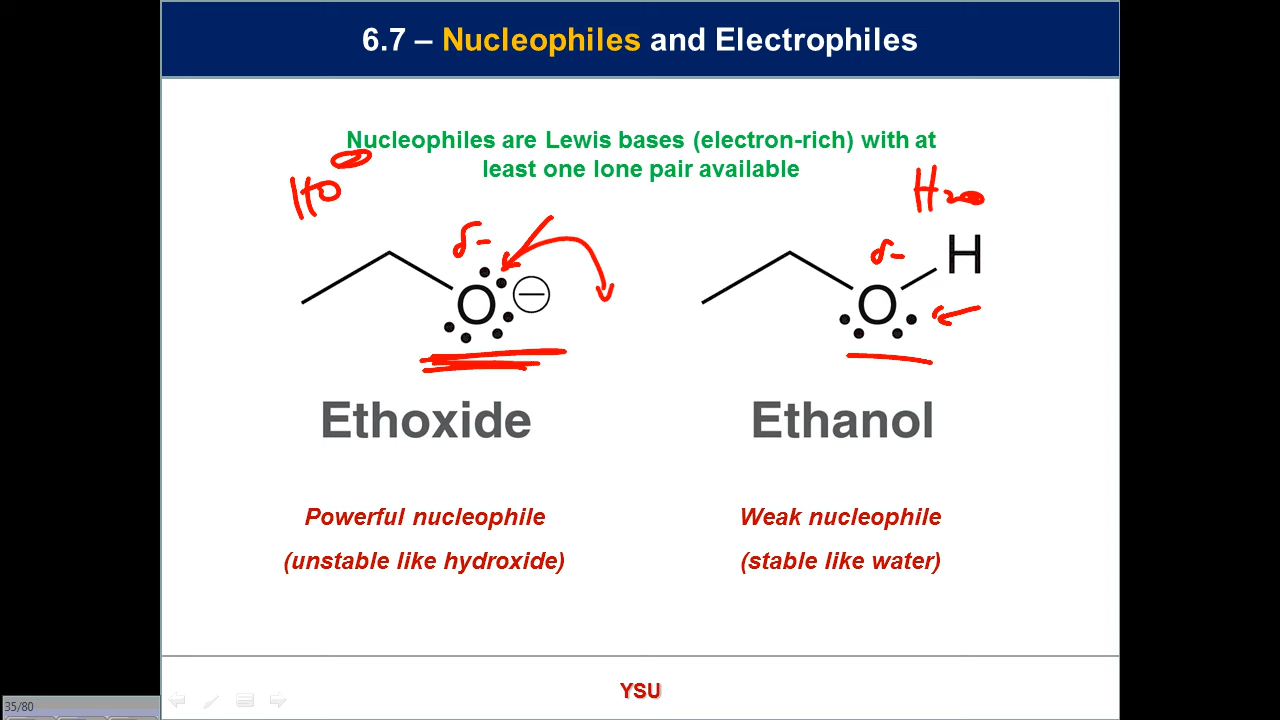 6.7 – Nucleophiles and Electrophiles
Nucleophiles are Lewis bases (electron-rich) with at
least one lone pair available
HO⊖
H₂O
δ-
δ-
H
O ⊖
O
Ethoxide
Ethanol
Powerful nucleophile
Weak nucleophile
(unstable like hydroxide)
(stable like water)
YSU
35/80